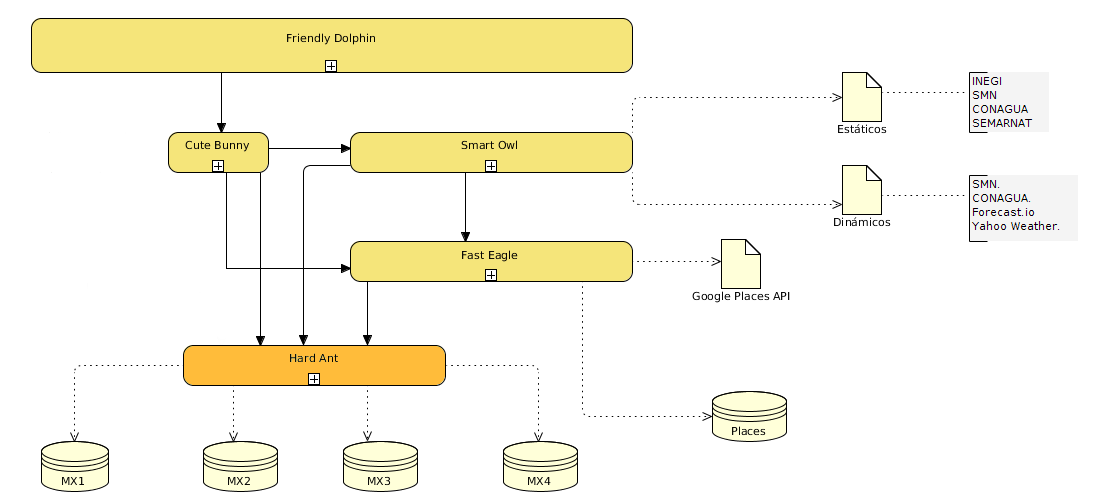 Friendly Dolphin
INEGI
SMN
CONAGUA
SEMARNAT
Estáticos
Cute Bunny
Smart Owl
SMN.
CONAGUA.
Forecast.io
Yahoo Weather.
Dinámicos
Fast Eagle
Google Places API
Hard Ant
Places
MX1
MX2
MX3
MX4